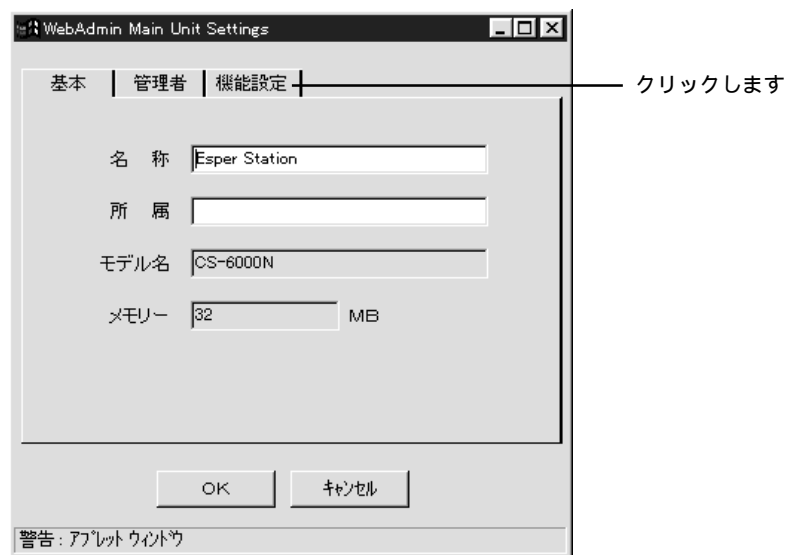 WebAdmin Main Unit Settings
基本 管理者 機能設定 クリックします
名 称 Esper Station
所 属
モデル名 CS-6000N
メモリー 32 MB
OK ｷｬﾝｾﾙ
警告 : ｱﾌﾟﾚｯﾄ ｳｨﾝﾄﾞｳ